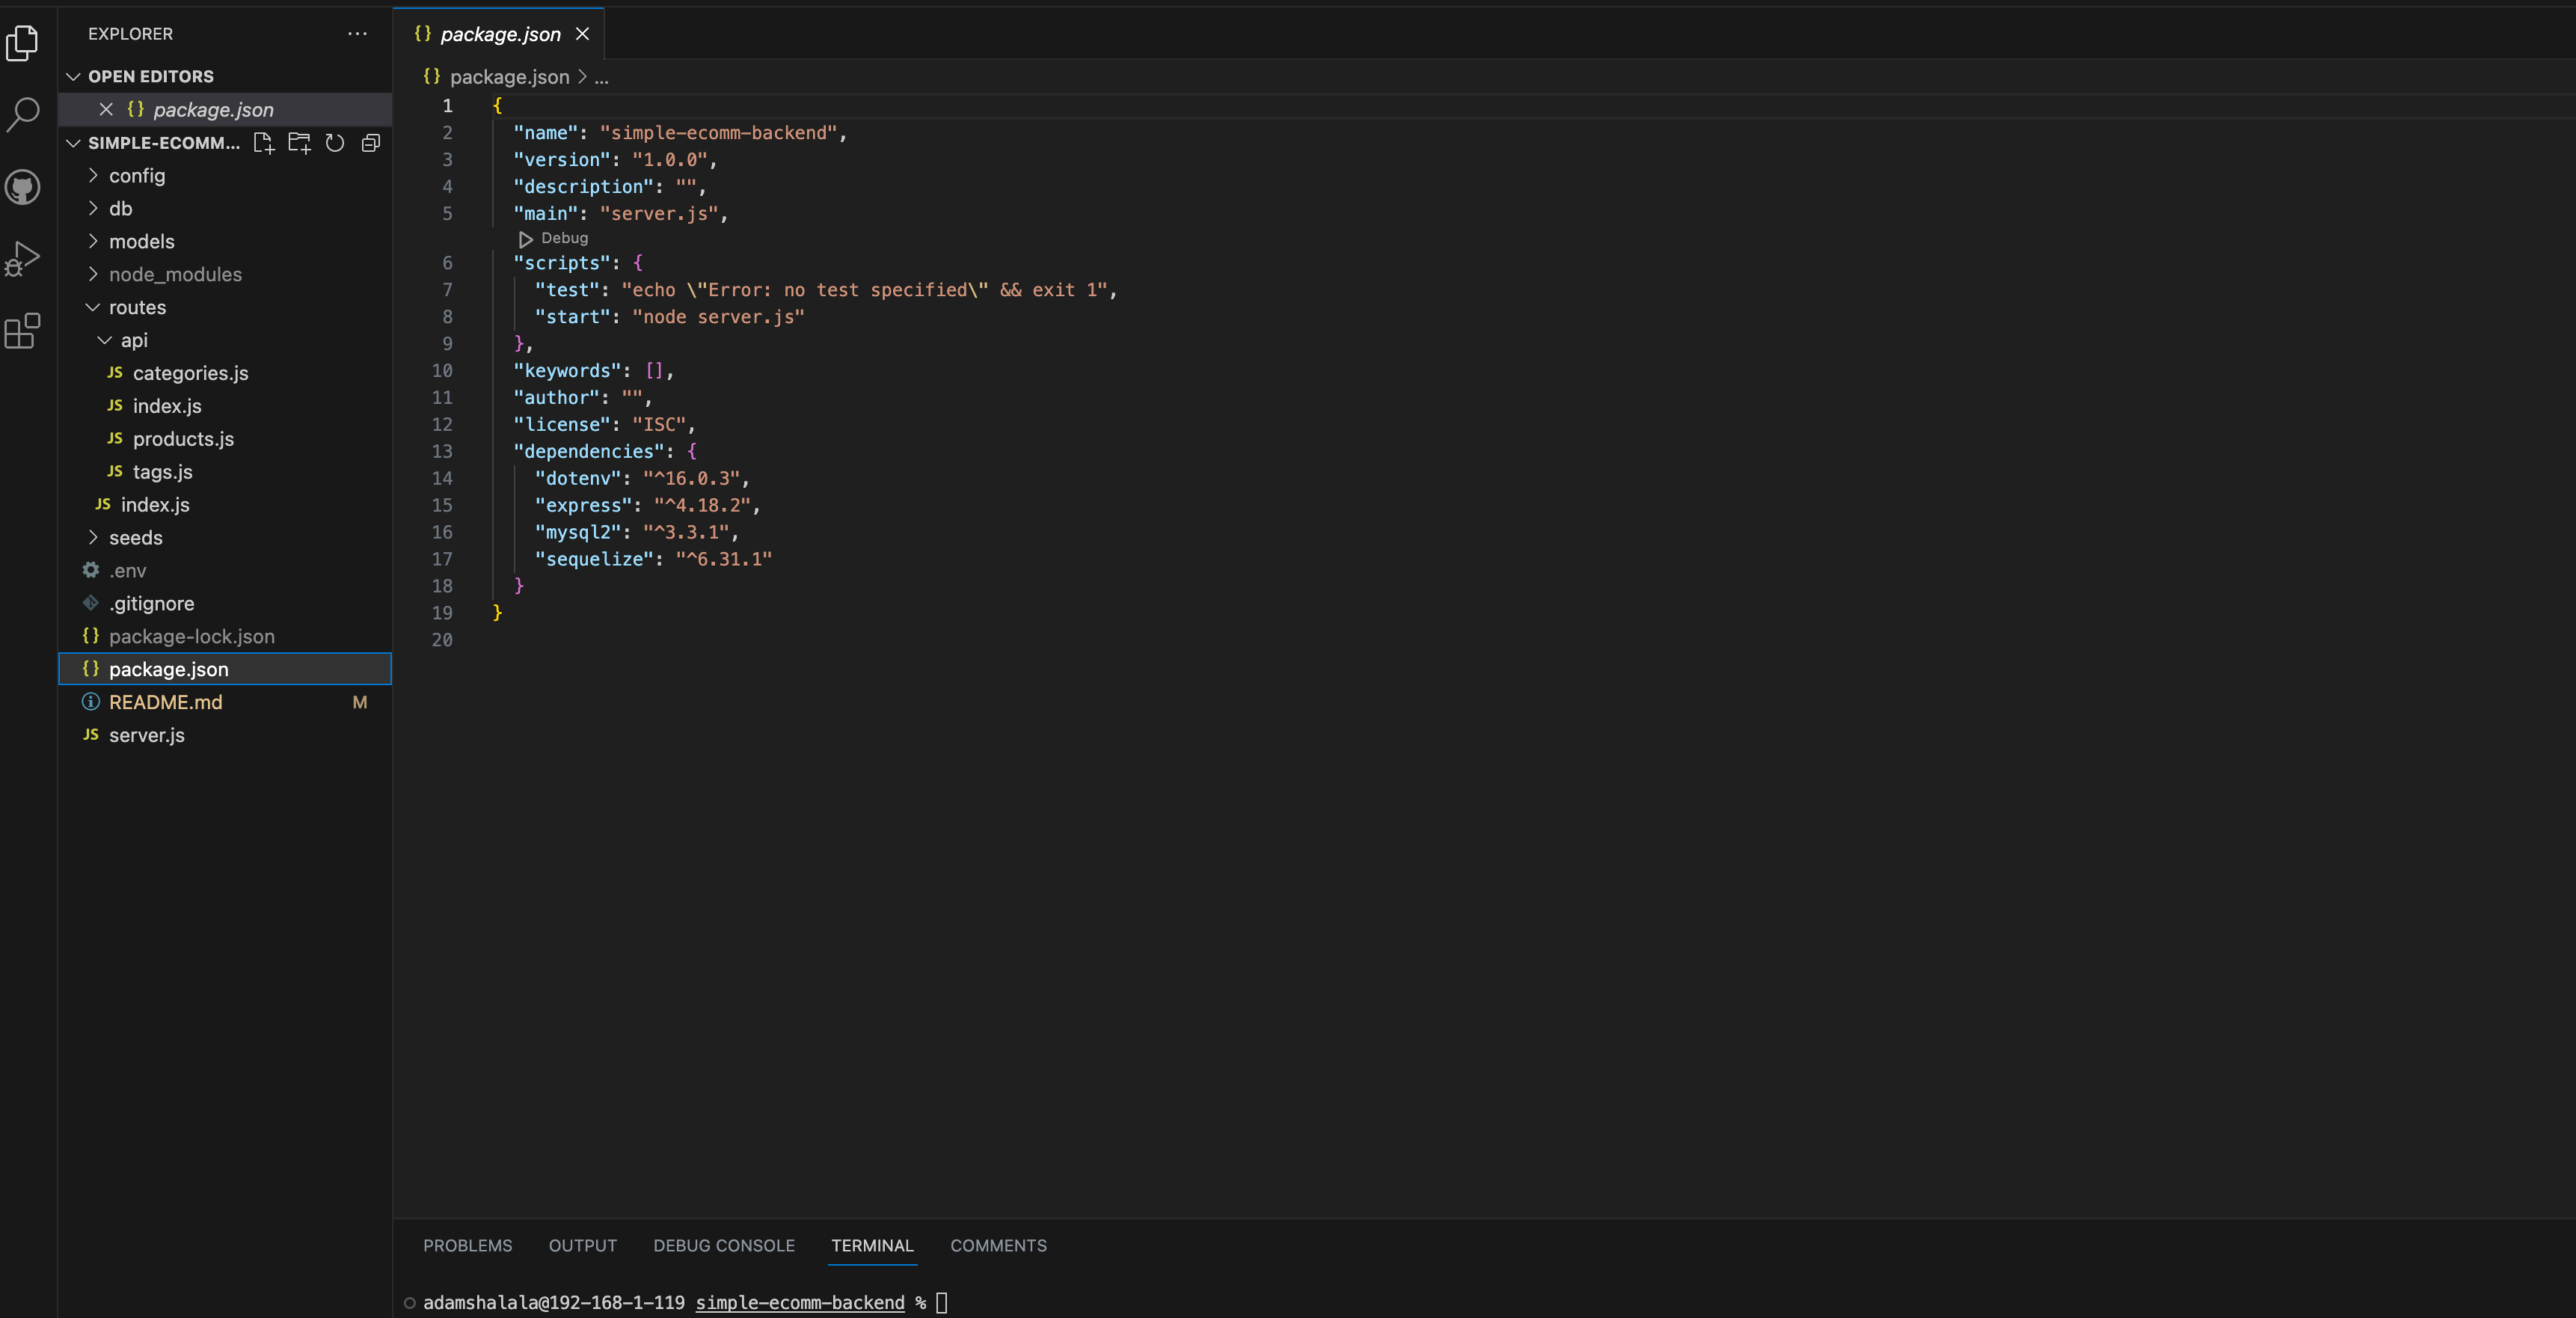 EXPLORER
OPEN EDITORS
package.json
SIMPLE-ECOMM...
config
db
models
node_modules
routes
api
JS categories.js
JS index.js
JS products.js
JS tags.js
JS index.js
seeds
.env
.gitignore
{} package-lock.json
{} package.json
README.md M
JS server.js
{} package.json
{} package.json > ...
1 {
2 "name": "simple-ecomm-backend",
3 "version": "1.0.0",
4 "description": "",
5 "main": "server.js",
Debug
6 "scripts": {
7 "test": "echo \"Error: no test specified\" && exit 1",
8 "start": "node server.js"
9 },
10 "keywords": [],
11 "author": "",
12 "license": "ISC",
13 "dependencies": {
14 "dotenv": "^16.0.3",
15 "express": "^4.18.2",
16 "mysql2": "^3.3.1",
17 "sequelize": "^6.31.1"
18 }
19 }
20
PROBLEMS OUTPUT DEBUG CONSOLE TERMINAL COMMENTS
adamshalala@192-168-1-119 simple-ecomm-backend %